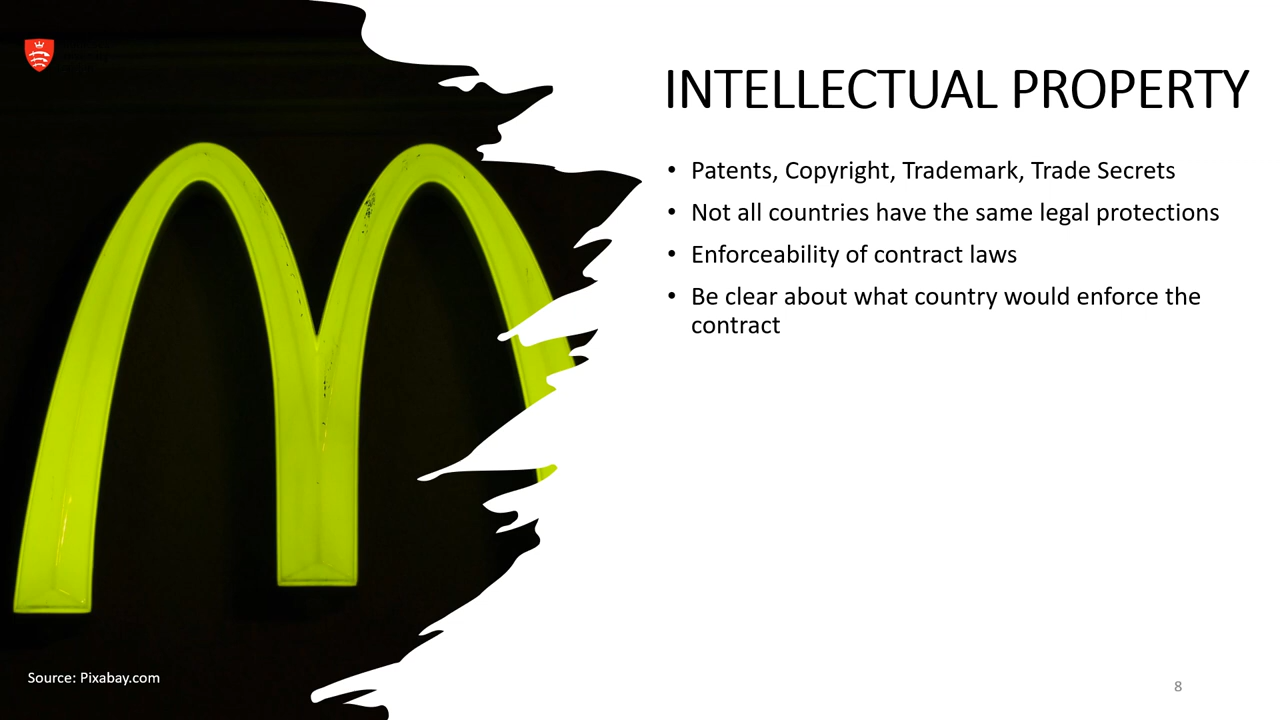 INTELLECTUAL PROPERTY
• Patents, Copyright, Trademark, Trade Secrets
• Not all countries have the same legal protections
• Enforceability of contract laws
• Be clear about what country would enforce the
contract
Source: Pixabay.com
8